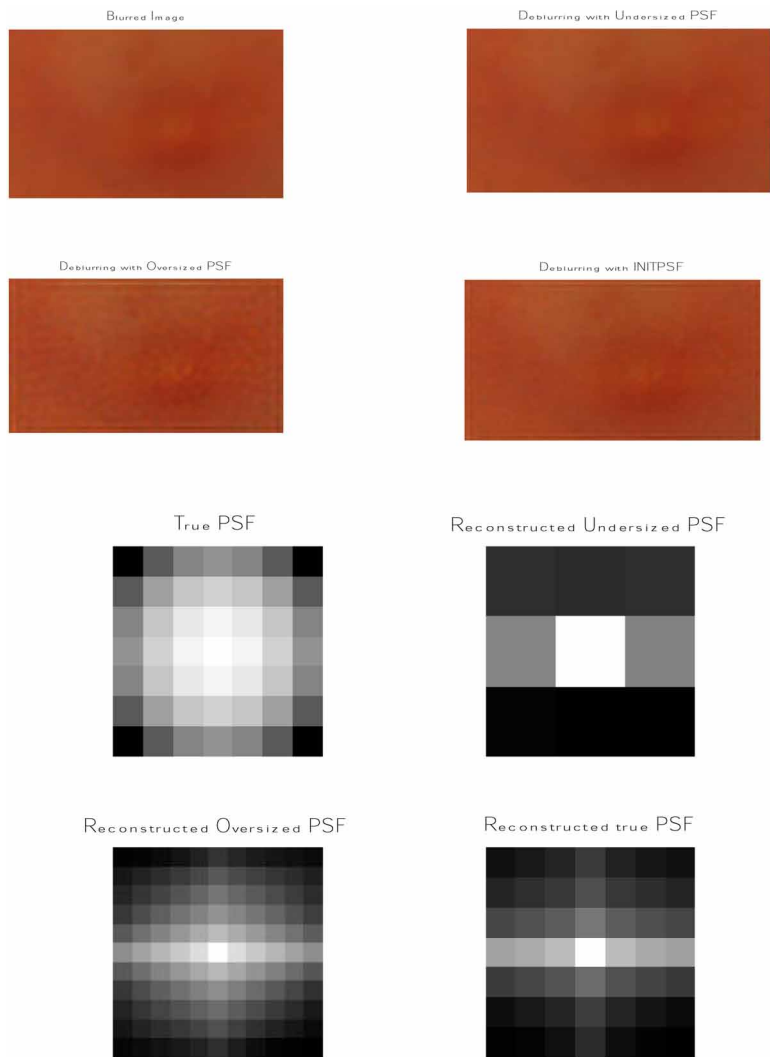 Blurred Image
Deblurring with Undersized PSF
Deblurring with Oversized PSF
Deblurring with INITPSF
True PSF
Reconstructed Undersized PSF
Reconstructed Oversized PSF
Reconstructed true PSF